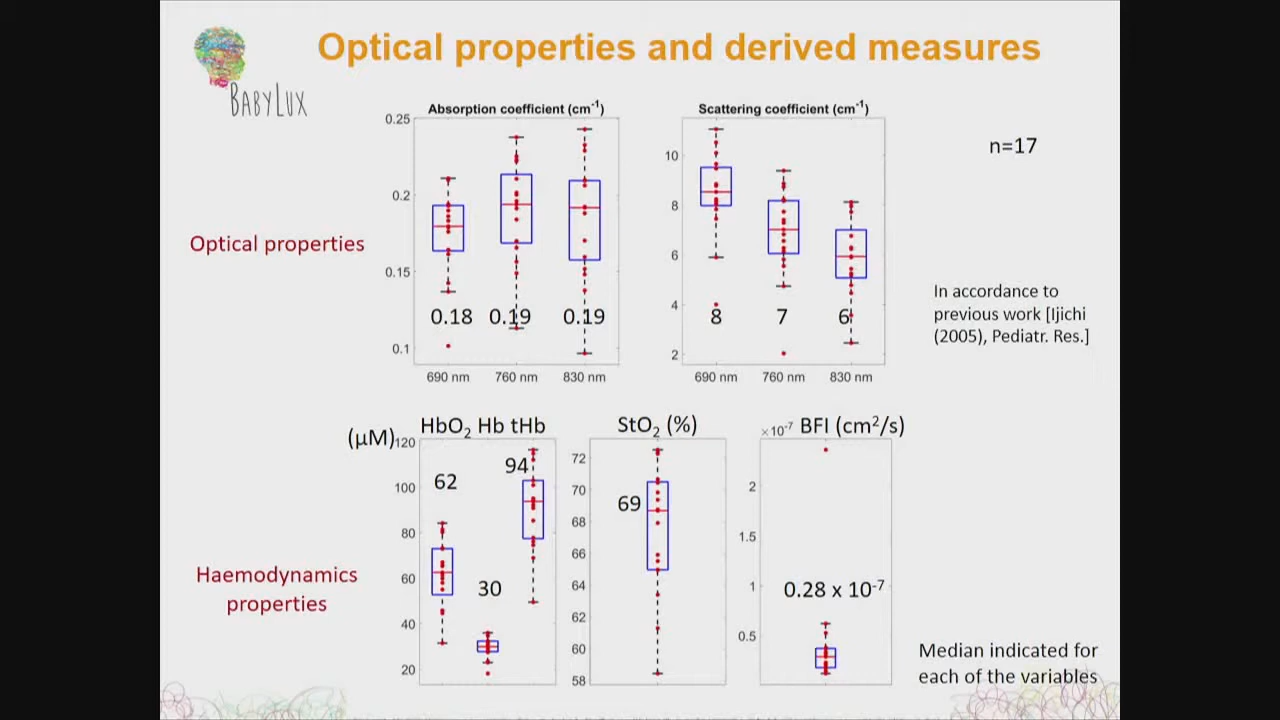 Optical properties and derived measures
BABYLUX
Absorption coefficient (cm-1)
Scattering coefficient (cm-1)
n=17
0.25
0.2
0.15
0.1
0.18 0.19 0.19
690 nm 760 nm 830 nm
10
8
6
4
2
8 7 6
690 nm 760 nm 830 nm
Optical properties
In accordance to
previous work [Ijichi
(2005), Pediatr. Res.]
HbO2 Hb tHb
(µM)
120
100
80
60
40
20
62
94
30
StO2 (%)
72
70
68
66
64
62
60
58
69
×10-7 BFI (cm2/s)
2
1.5
1
0.5
0.28 x 10-7
Haemodynamics
properties
Median indicated for
each of the variables